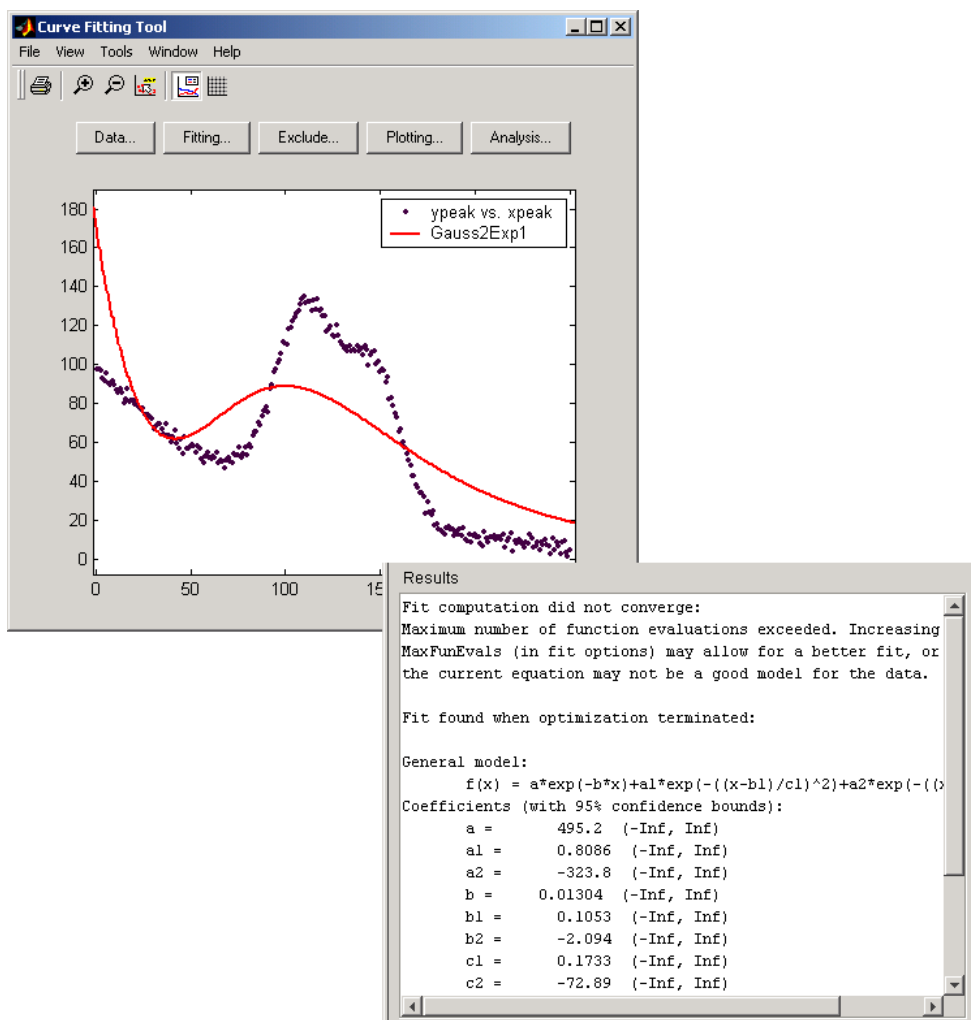 Curve Fitting Tool
File View Tools Window Help
Data... Fitting... Exclude... Plotting... Analysis...
180
160
140
120
100
80
60
40
20
0
ypeak vs. xpeak
Gauss2Exp1
0 50 100
Results
Fit computation did not converge:
Maximum number of function evaluations exceeded. Increasing
MaxFunEvals (in fit options) may allow for a better fit, or
the current equation may not be a good model for the data.
Fit found when optimization terminated:
General model:
f(x) = a*exp(-b*x)+a1*exp(-((x-b1)/c1)^2)+a2*exp(-((x
Coefficients (with 95% confidence bounds):
a = 495.2 (-Inf, Inf)
a1 = 0.8086 (-Inf, Inf)
a2 = -323.8 (-Inf, Inf)
b = 0.01304 (-Inf, Inf)
b1 = 0.1053 (-Inf, Inf)
b2 = -2.094 (-Inf, Inf)
c1 = 0.1733 (-Inf, Inf)
c2 = -72.89 (-Inf, Inf)